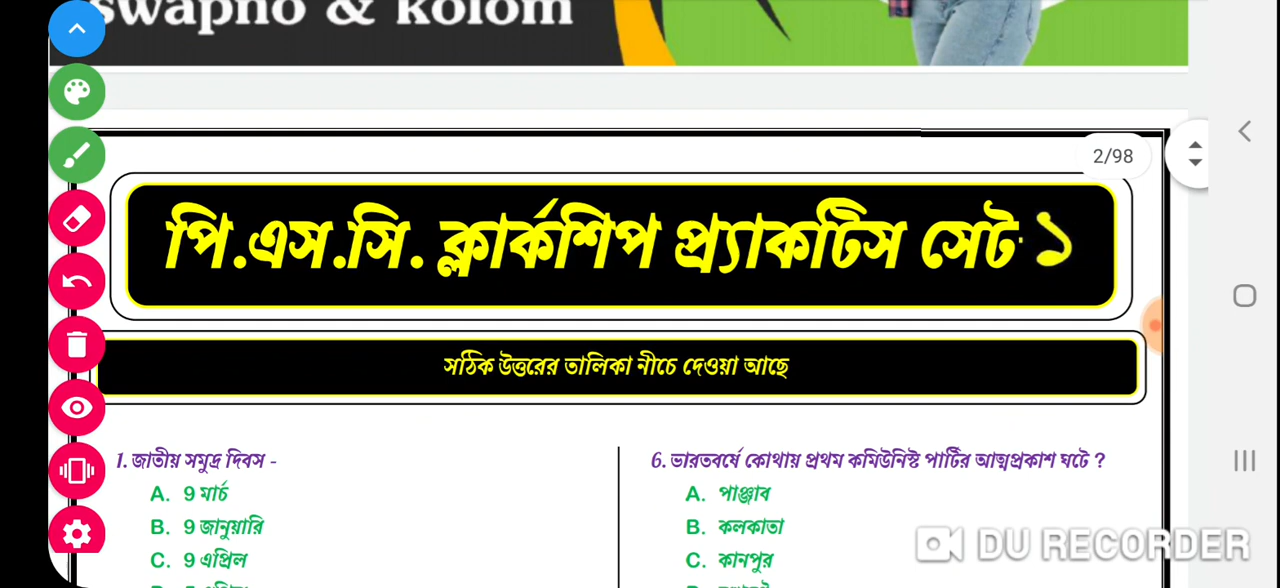 swapno & kolom
2/98
পি.এস.সি. ক্লার্কশিপ প্র্যাকটিস সেট ১
সঠিক উত্তরের তালিকা নীচে দেওয়া আছে
1. জাতীয় সমুদ্র দিবস -
A. 9 মার্চ
B. 9 জানুয়ারি
C. 9 এপ্রিল
6. ভারতবর্ষে কোথায় প্রথম কমিউনিস্ট পার্টির আত্মপ্রকাশ ঘটে ?
A. পাঞ্জাব
B. কলকাতা
C. কানপুর
DU RECORDER